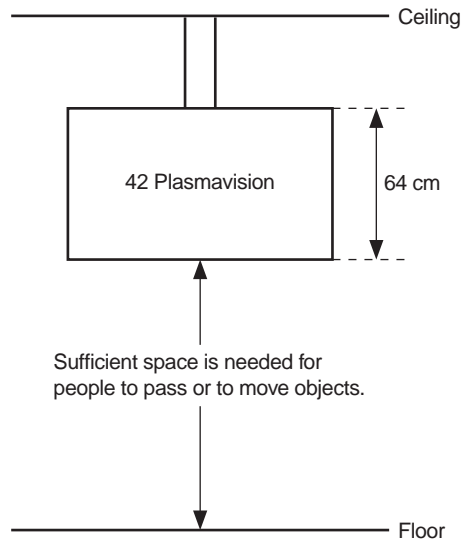 Ceiling
42 Plasmavision
64 cm
Sufficient space is needed for
people to pass or to move objects.
Floor